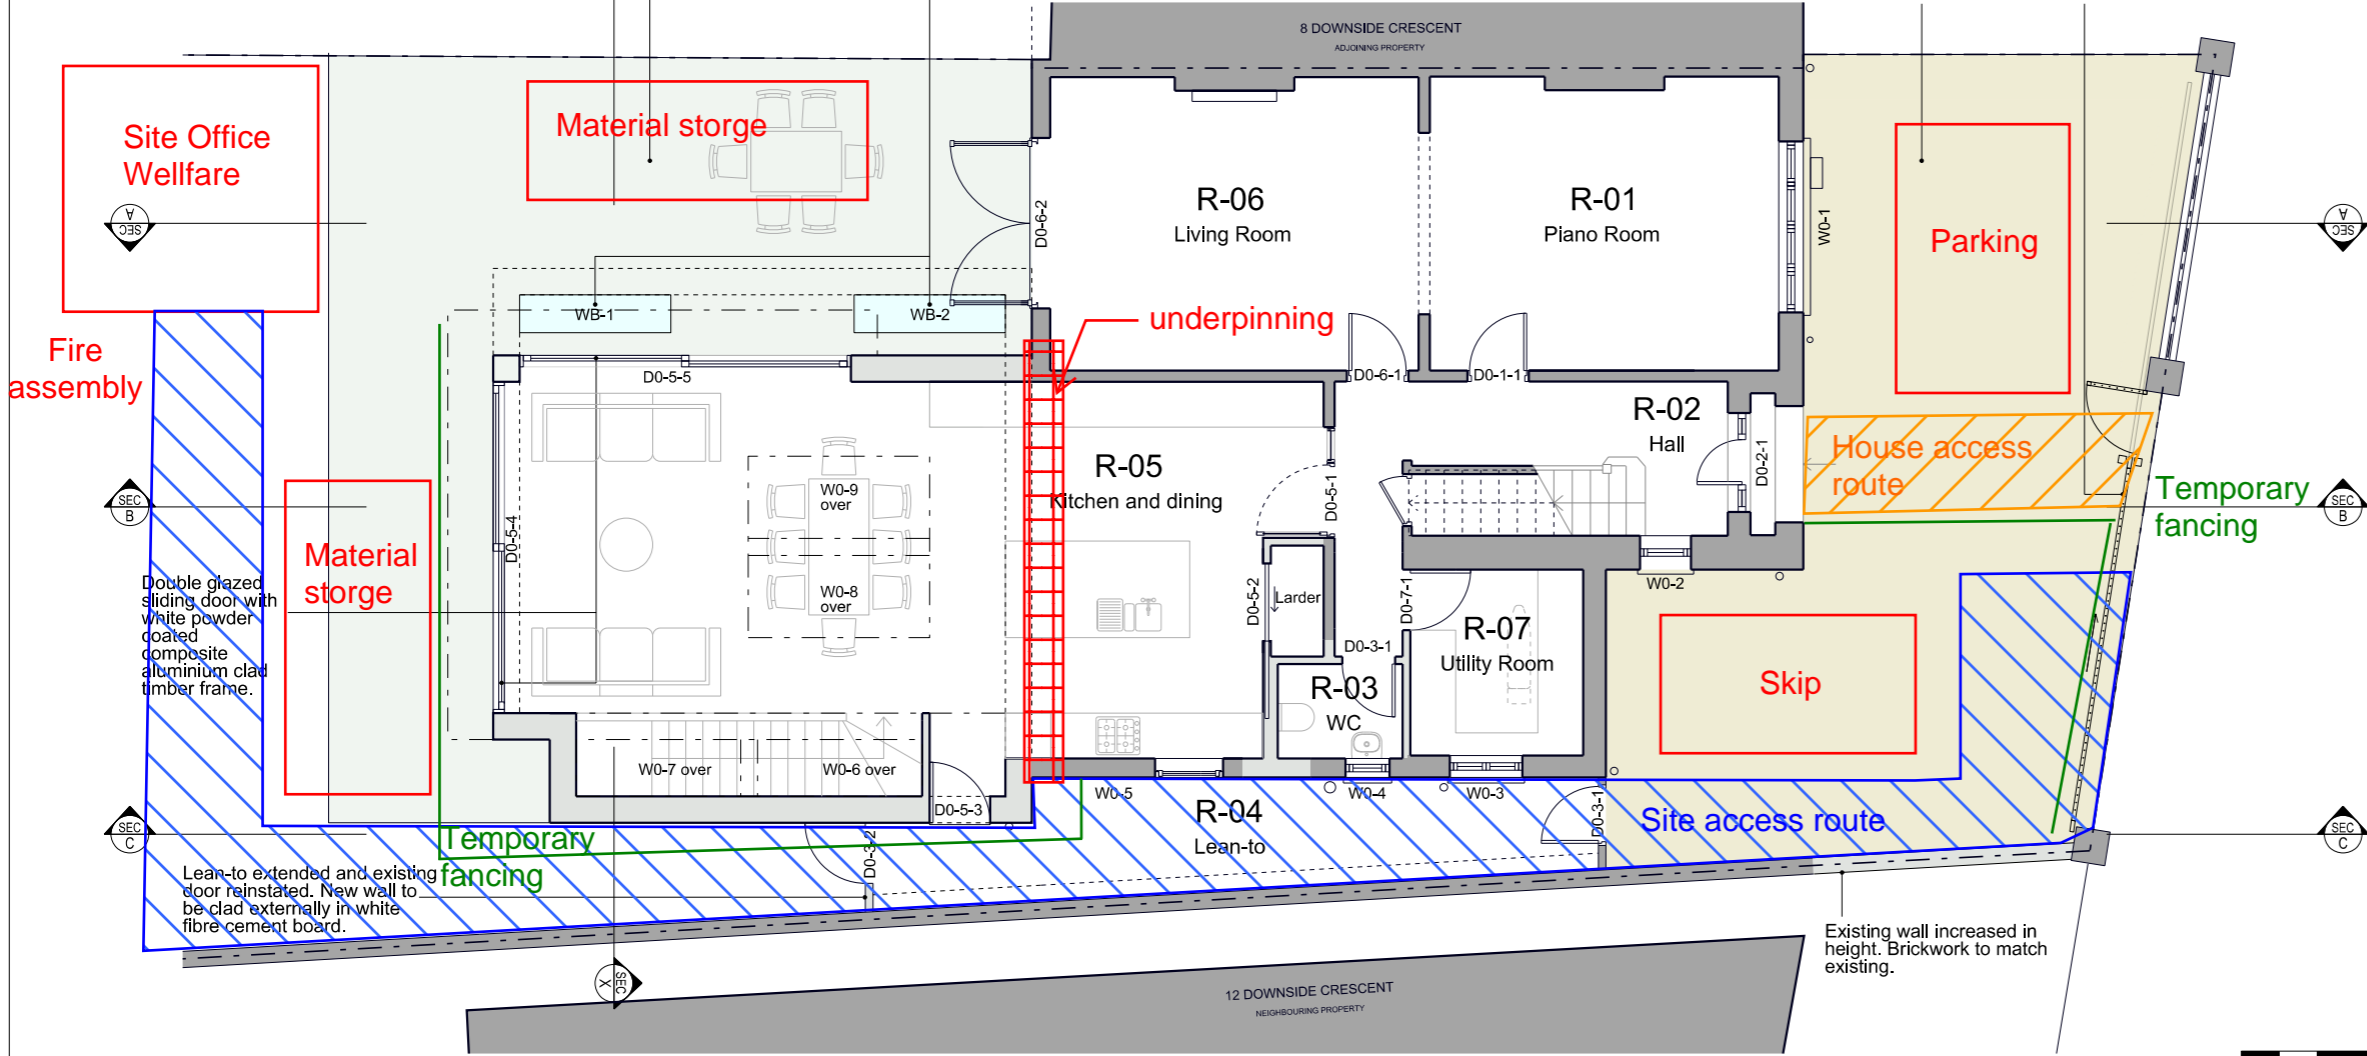 8 DOWNSIDE CRESCENT
ADJOINING PROPERTY
Site Office
Wellfare
Material storge
R-06
Living Room
R-01
Piano Room
D0-6-2
W0-1
Parking
A
SEC
A
SEC
WB-1
WB-2
underpinning
Fire
assembly
D0-5-5
D0-6-1
D0-1-1
R-02
Hall
D0-2-1
House access
route
R-05
Kitchen and dining
W0-9
over
D0-5-1
D0-5-4
SEC
B
SEC
B
Temporary
fancing
Material
storge
Double glazed
sliding door with
white powder
coated
composite
aluminium clad
timber frame.
W0-8
over
D0-5-2
Larder
D0-7-1
W0-2
R-07
Utility Room
D0-3-1
R-03
WC
Skip
W0-7 over
W0-6 over
D0-5-3
W0-5
W0-4
W0-3
D0-3-1
R-04
Lean-to
Site access route
SEC
C
SEC
C
Temporary
fancing
D0-3-2
Lean-to extended and existing
door reinstated. New wall to
be clad externally in white
fibre cement board.
Existing wall increased in
height. Brickwork to match
existing.
SEC
X
12 DOWNSIDE CRESCENT
NEIGHBOURING PROPERTY